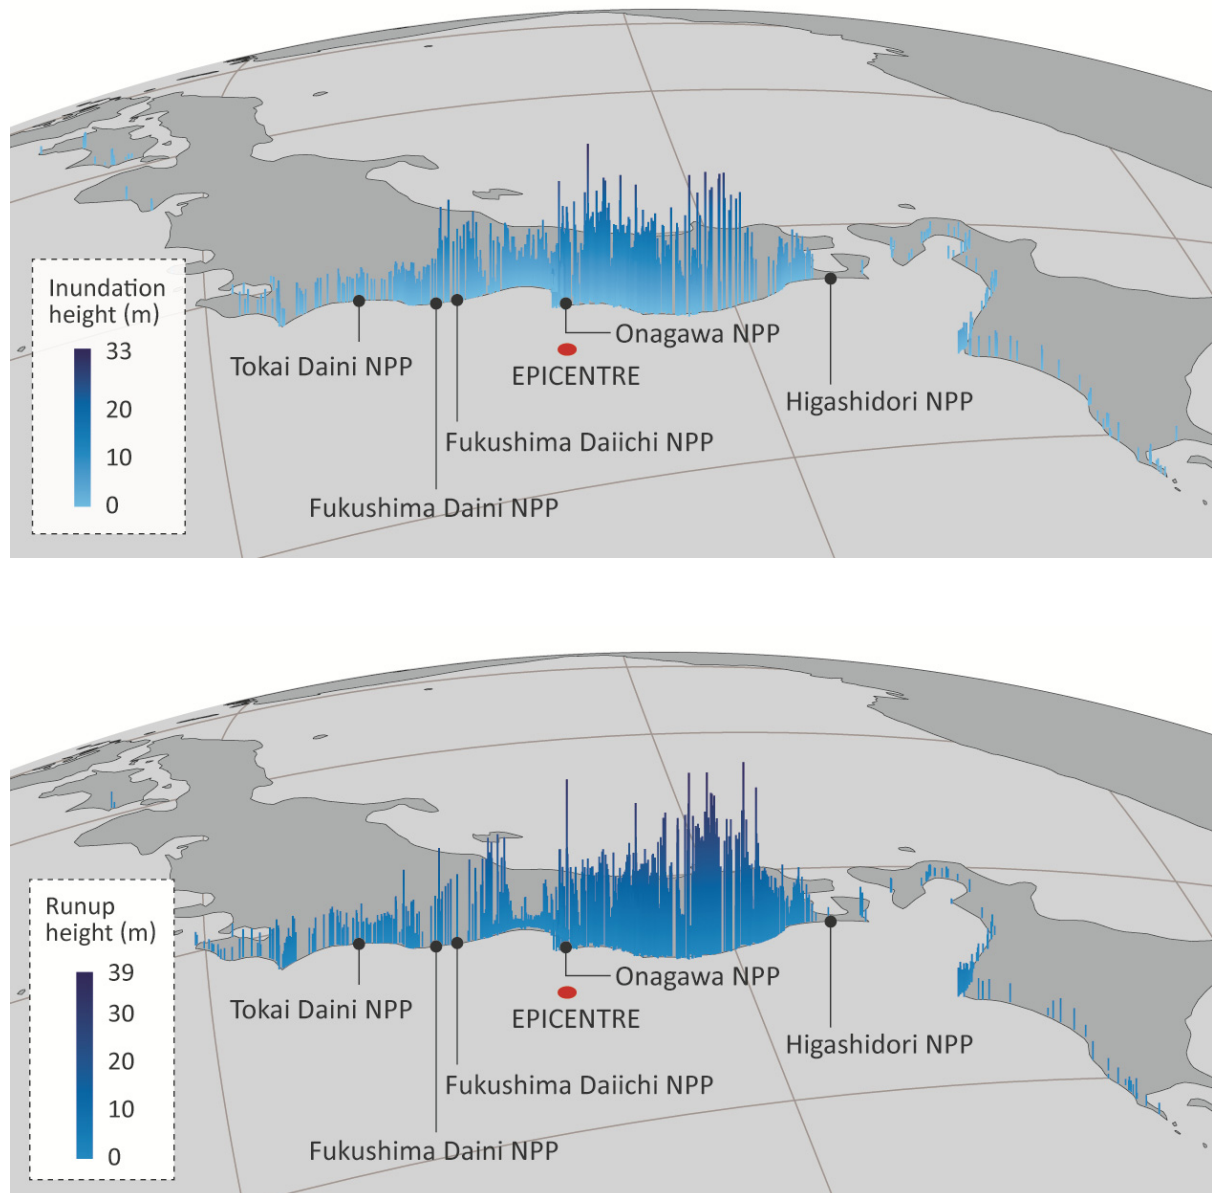 Inundation
height (m)
33
20
10
0
Tokai Daini NPP
Onagawa NPP
EPICENTRE
Higashidori NPP
Fukushima Daiichi NPP
Fukushima Daini NPP
Runup
height (m)
39
30
20
10
0
Tokai Daini NPP
Onagawa NPP
EPICENTRE
Higashidori NPP
Fukushima Daiichi NPP
Fukushima Daini NPP